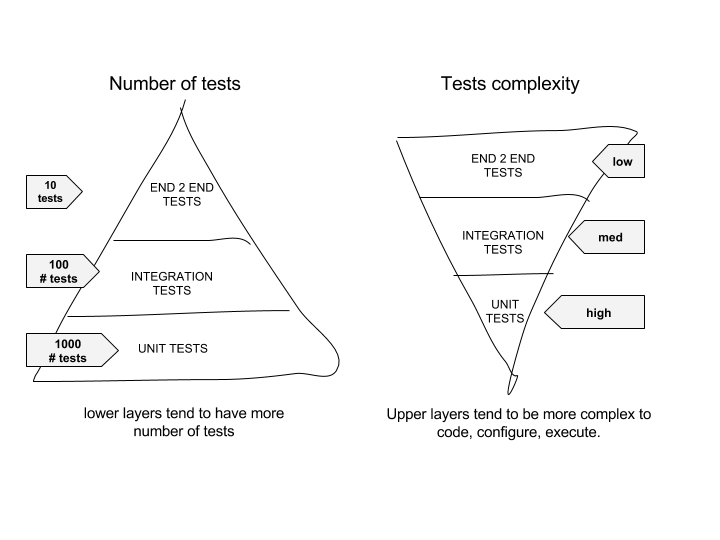 Number of tests
10
tests
END 2 END
TESTS
100
# tests
INTEGRATION
TESTS
1000
# tests
UNIT TESTS
lower layers tend to have more
number of tests
Tests complexity
END 2 END
TESTS
low
INTEGRATION
TESTS
med
UNIT
TESTS
high
Upper layers tend to be more complex to
code, configure, execute.